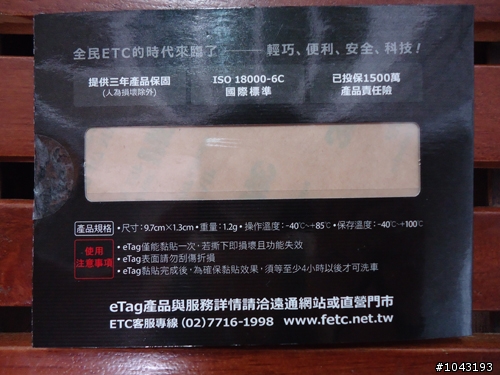 全民ETC的時代來臨了 —— 輕巧、便利、安全、科技！
提供三年產品保固
(人為損壞除外)
ISO 18000-6C
國際標準
已投保1500萬
產品責任險
產品規格 • 尺寸：9.7cm×1.3cm • 重量：1.2g • 操作溫度：-40℃~+85℃ • 保存溫度：-40℃~+100℃
使用
注意事項
• eTag僅能黏貼一次，若撕下即損壞且功能失效
• eTag表面請勿刮傷折損
• eTag黏貼完成後，為確保黏貼效果，須等至少4小時以後才可洗車
eTag產品與服務詳情請洽遠通網站或直營門市
ETC客服專線 (02)7716-1998 www.fetc.net.tw
#1043193